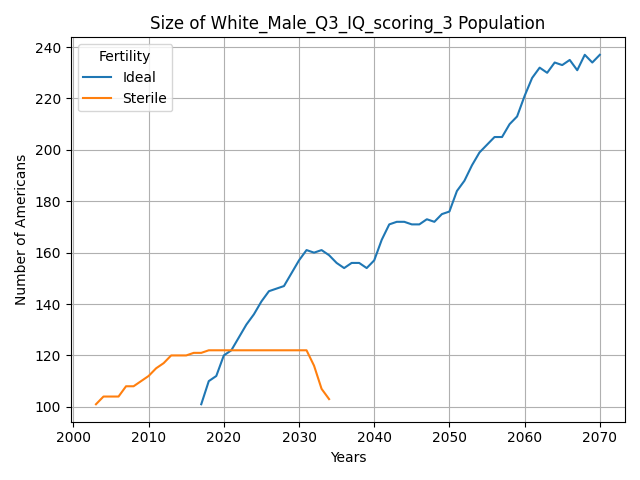 Size of White_Male_Q3_IQ_scoring_3 Population
Fertility
Ideal
Sterile
Number of Americans
240
220
200
180
160
140
120
100
2000 2010 2020 2030 2040 2050 2060 2070
Years